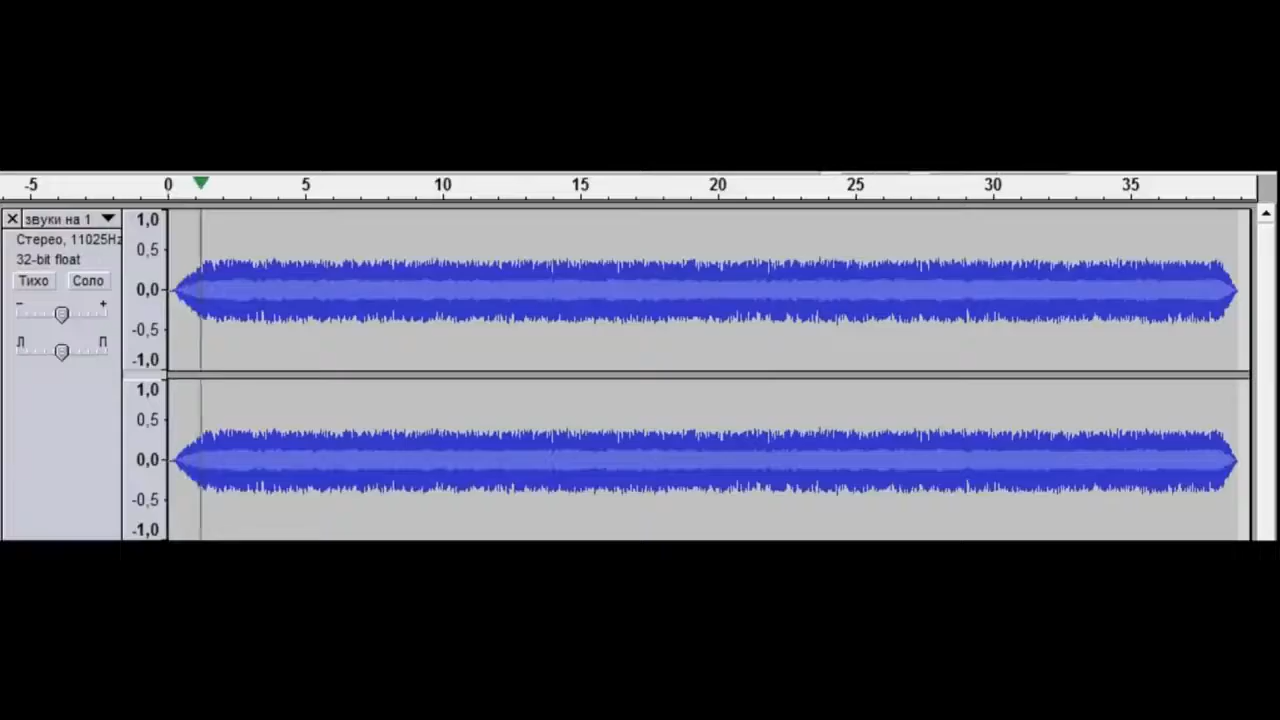 -5 0 5 10 15 20 25 30 35
звуки на 1
Стерео, 11025Hz
32-bit float
Тихо Соло
- +
Л П
1,0
0,5
0,0
-0,5
-1,0
1,0
0,5
0,0
-0,5
-1,0